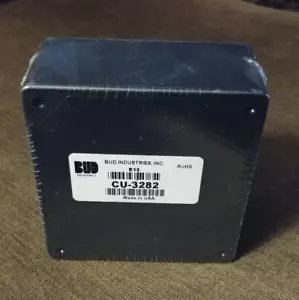 BUD INDUSTRIES, INC.
BUD
E13
RoHS
CU-3282
Made in USA